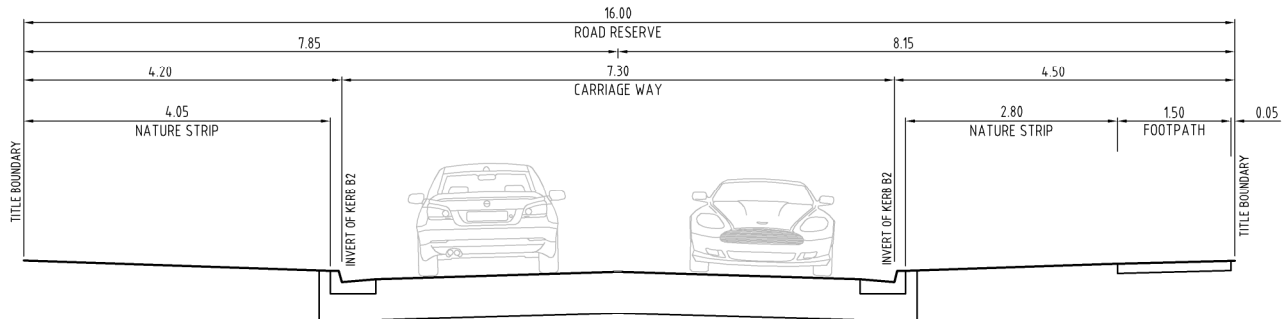 16.00
ROAD RESERVE
7.85
8.15
4.20
7.30
4.50
CARRIAGE WAY
4.05
NATURE STRIP
2.80
NATURE STRIP
1.50
FOOTPATH
0.05
TITLE BOUNDARY
INVERT OF KERB B2
INVERT OF KERB B2
TITLE BOUNDARY